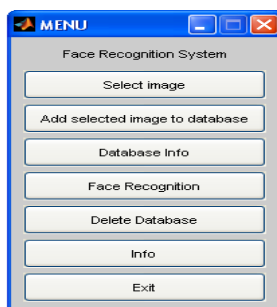 MENU
Face Recognition System
Select image
Add selected image to database
Database Info
Face Recognition
Delete Database
Info
Exit